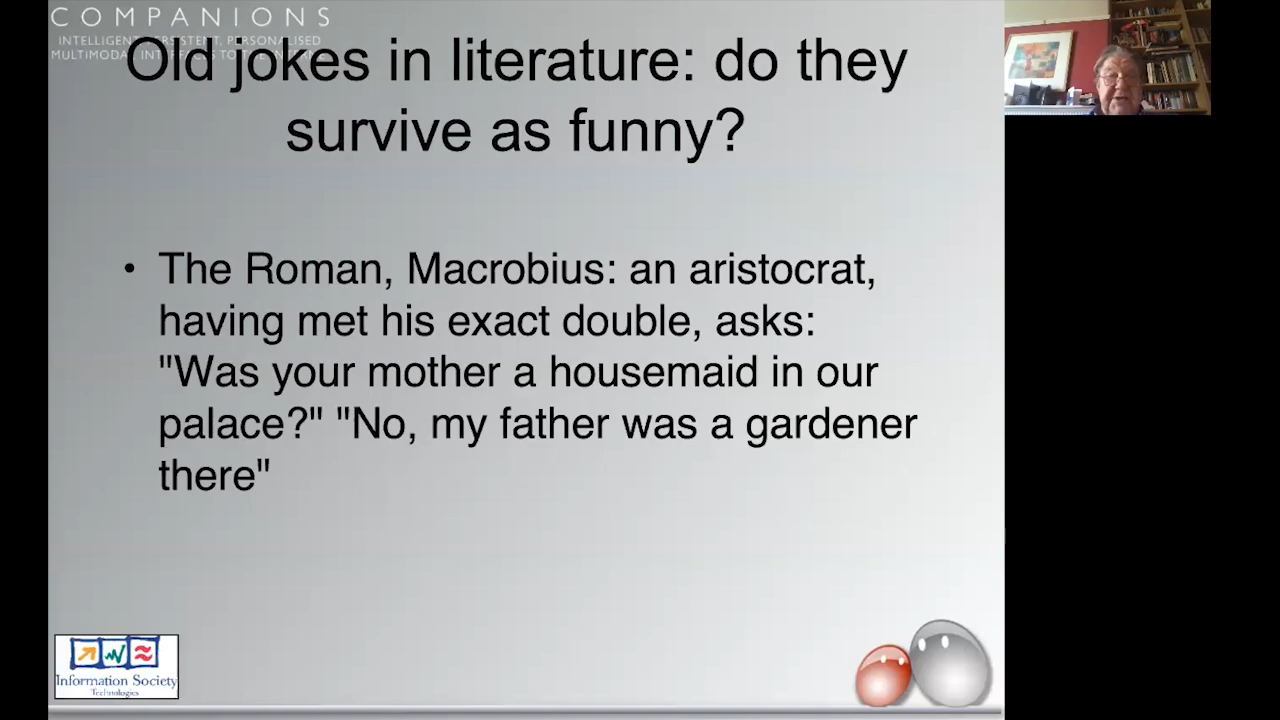 COMPANIONS
INTELLIGENT, PERSISTENT, PERSONALISED
MULTIMODAL INTERFACES TO THE
Old jokes in literature: do they
survive as funny?
• The Roman, Macrobius: an aristocrat,
having met his exact double, asks:
"Was your mother a housemaid in our
palace?" "No, my father was a gardener
there"
Information Society
Technologies